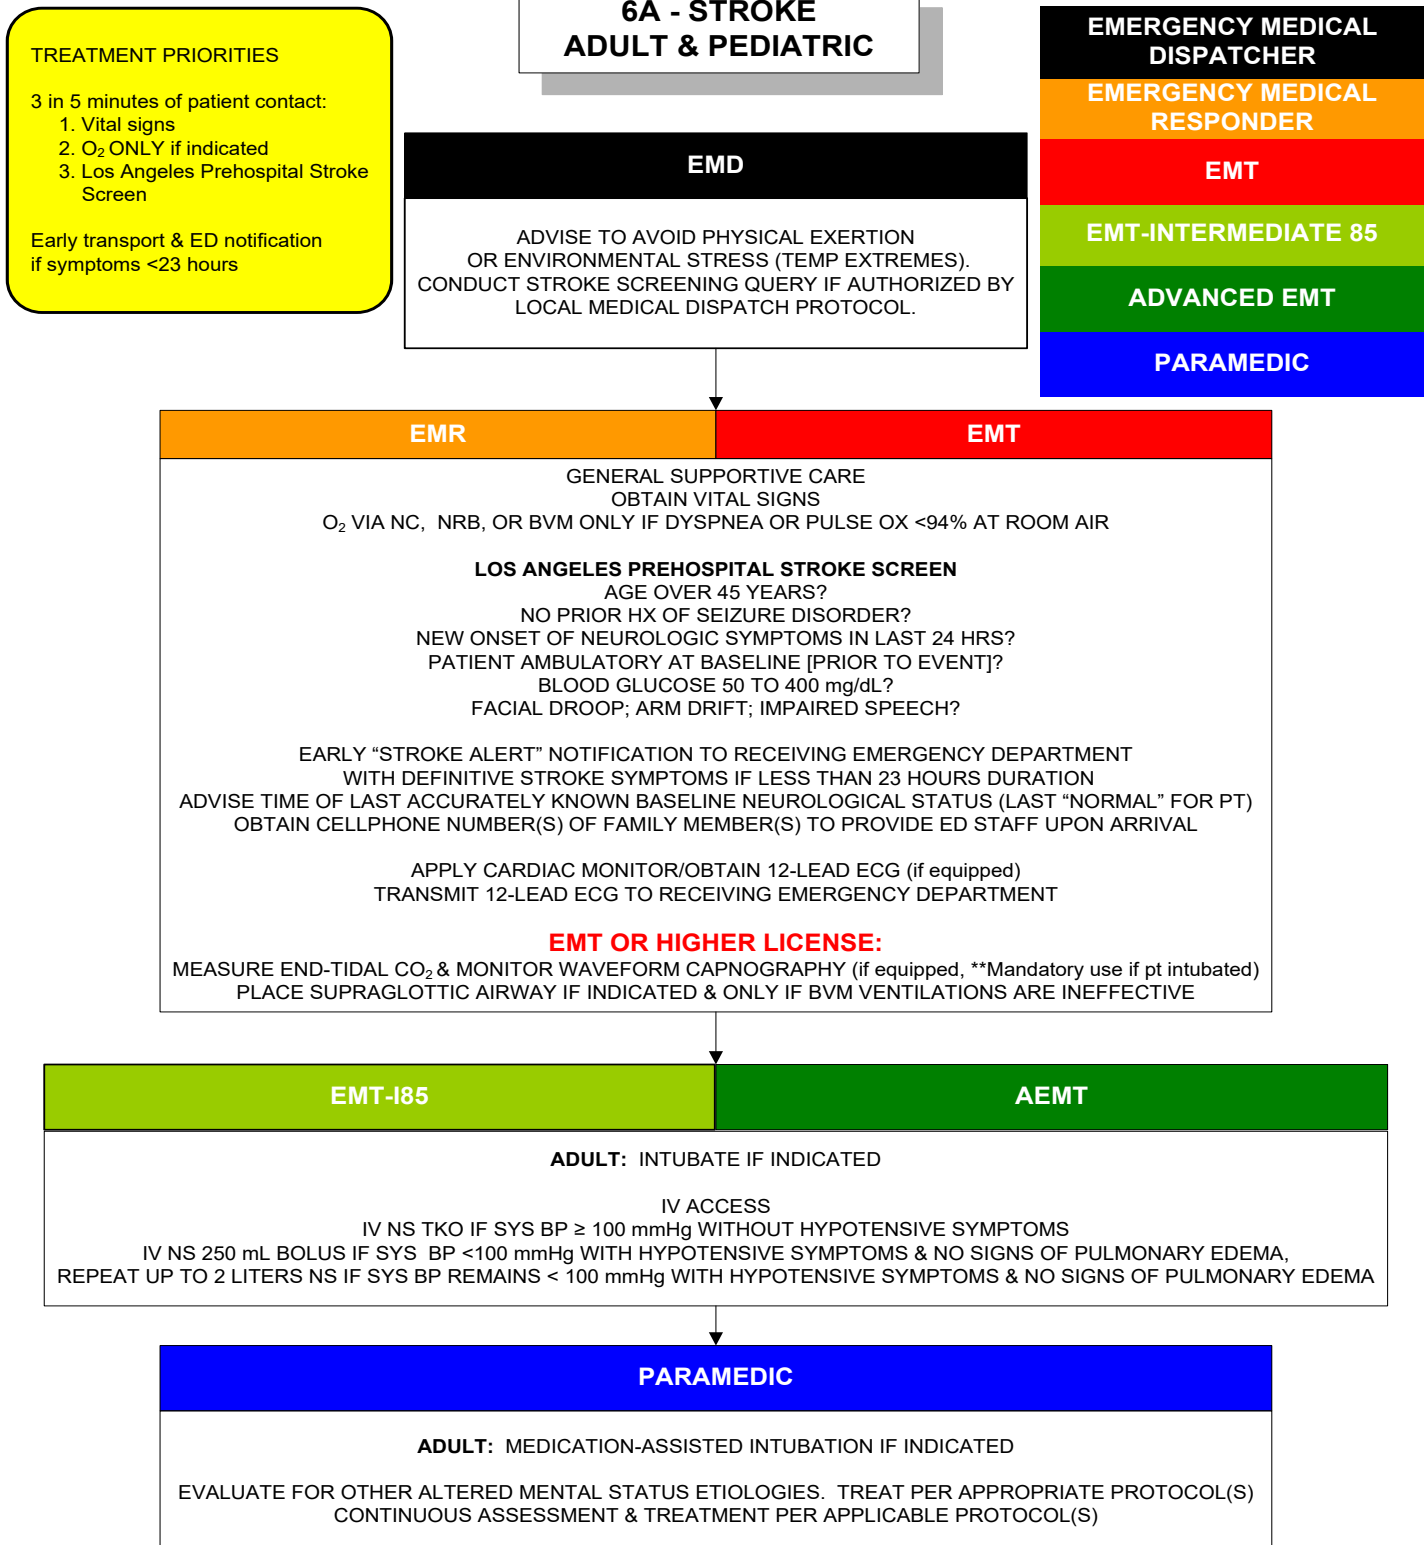 6A - STROKE
ADULT & PEDIATRIC
TREATMENT PRIORITIES
3 in 5 minutes of patient contact:
1. Vital signs
2. O2 ONLY if indicated
3. Los Angeles Prehospital Stroke
Screen
Early transport & ED notification
if symptoms <23 hours
EMERGENCY MEDICAL
DISPATCHER
EMERGENCY MEDICAL
RESPONDER
EMT
EMT-INTERMEDIATE 85
ADVANCED EMT
PARAMEDIC
EMD
ADVISE TO AVOID PHYSICAL EXERTION
OR ENVIRONMENTAL STRESS (TEMP EXTREMES).
CONDUCT STROKE SCREENING QUERY IF AUTHORIZED BY
LOCAL MEDICAL DISPATCH PROTOCOL.
EMR
EMT
GENERAL SUPPORTIVE CARE
OBTAIN VITAL SIGNS
O2 VIA NC, NRB, OR BVM ONLY IF DYSPNEA OR PULSE OX <94% AT ROOM AIR
LOS ANGELES PREHOSPITAL STROKE SCREEN
AGE OVER 45 YEARS?
NO PRIOR HX OF SEIZURE DISORDER?
NEW ONSET OF NEUROLOGIC SYMPTOMS IN LAST 24 HRS?
PATIENT AMBULATORY AT BASELINE [PRIOR TO EVENT]?
BLOOD GLUCOSE 50 TO 400 mg/dL?
FACIAL DROOP; ARM DRIFT; IMPAIRED SPEECH?
EARLY “STROKE ALERT” NOTIFICATION TO RECEIVING EMERGENCY DEPARTMENT
WITH DEFINITIVE STROKE SYMPTOMS IF LESS THAN 23 HOURS DURATION
ADVISE TIME OF LAST ACCURATELY KNOWN BASELINE NEUROLOGICAL STATUS (LAST “NORMAL” FOR PT)
OBTAIN CELLPHONE NUMBER(S) OF FAMILY MEMBER(S) TO PROVIDE ED STAFF UPON ARRIVAL
APPLY CARDIAC MONITOR/OBTAIN 12-LEAD ECG (if equipped)
TRANSMIT 12-LEAD ECG TO RECEIVING EMERGENCY DEPARTMENT
EMT OR HIGHER LICENSE:
MEASURE END-TIDAL CO2 & MONITOR WAVEFORM CAPNOGRAPHY (if equipped, **Mandatory use if pt intubated)
PLACE SUPRAGLOTTIC AIRWAY IF INDICATED & ONLY IF BVM VENTILATIONS ARE INEFFECTIVE
EMT-I85
AEMT
ADULT: INTUBATE IF INDICATED
IV ACCESS
IV NS TKO IF SYS BP ≥ 100 mmHg WITHOUT HYPOTENSIVE SYMPTOMS
IV NS 250 mL BOLUS IF SYS BP <100 mmHg WITH HYPOTENSIVE SYMPTOMS & NO SIGNS OF PULMONARY EDEMA,
REPEAT UP TO 2 LITERS NS IF SYS BP REMAINS < 100 mmHg WITH HYPOTENSIVE SYMPTOMS & NO SIGNS OF PULMONARY EDEMA
PARAMEDIC
ADULT: MEDICATION-ASSISTED INTUBATION IF INDICATED
EVALUATE FOR OTHER ALTERED MENTAL STATUS ETIOLOGIES. TREAT PER APPROPRIATE PROTOCOL(S)
CONTINUOUS ASSESSMENT & TREATMENT PER APPLICABLE PROTOCOL(S)